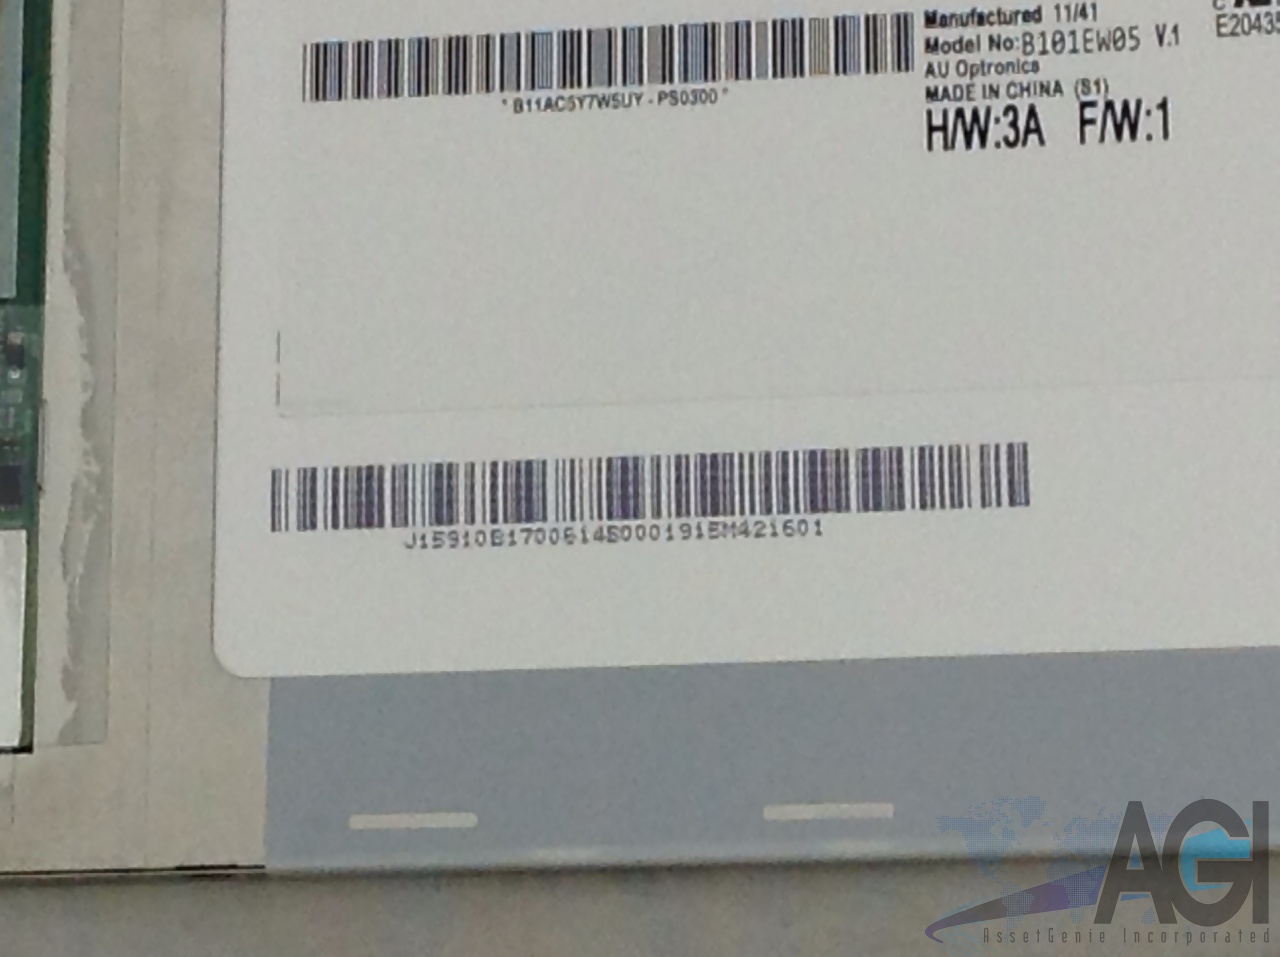 Manufactured 11/41
Model No:B101EW05 V.1
AU Optronics
MADE IN CHINA (S1)
H/W:3A F/W:1
E20435
* B11AC5Y7W5UY - PS0300 *
AGI
AssetGenie Incorporated